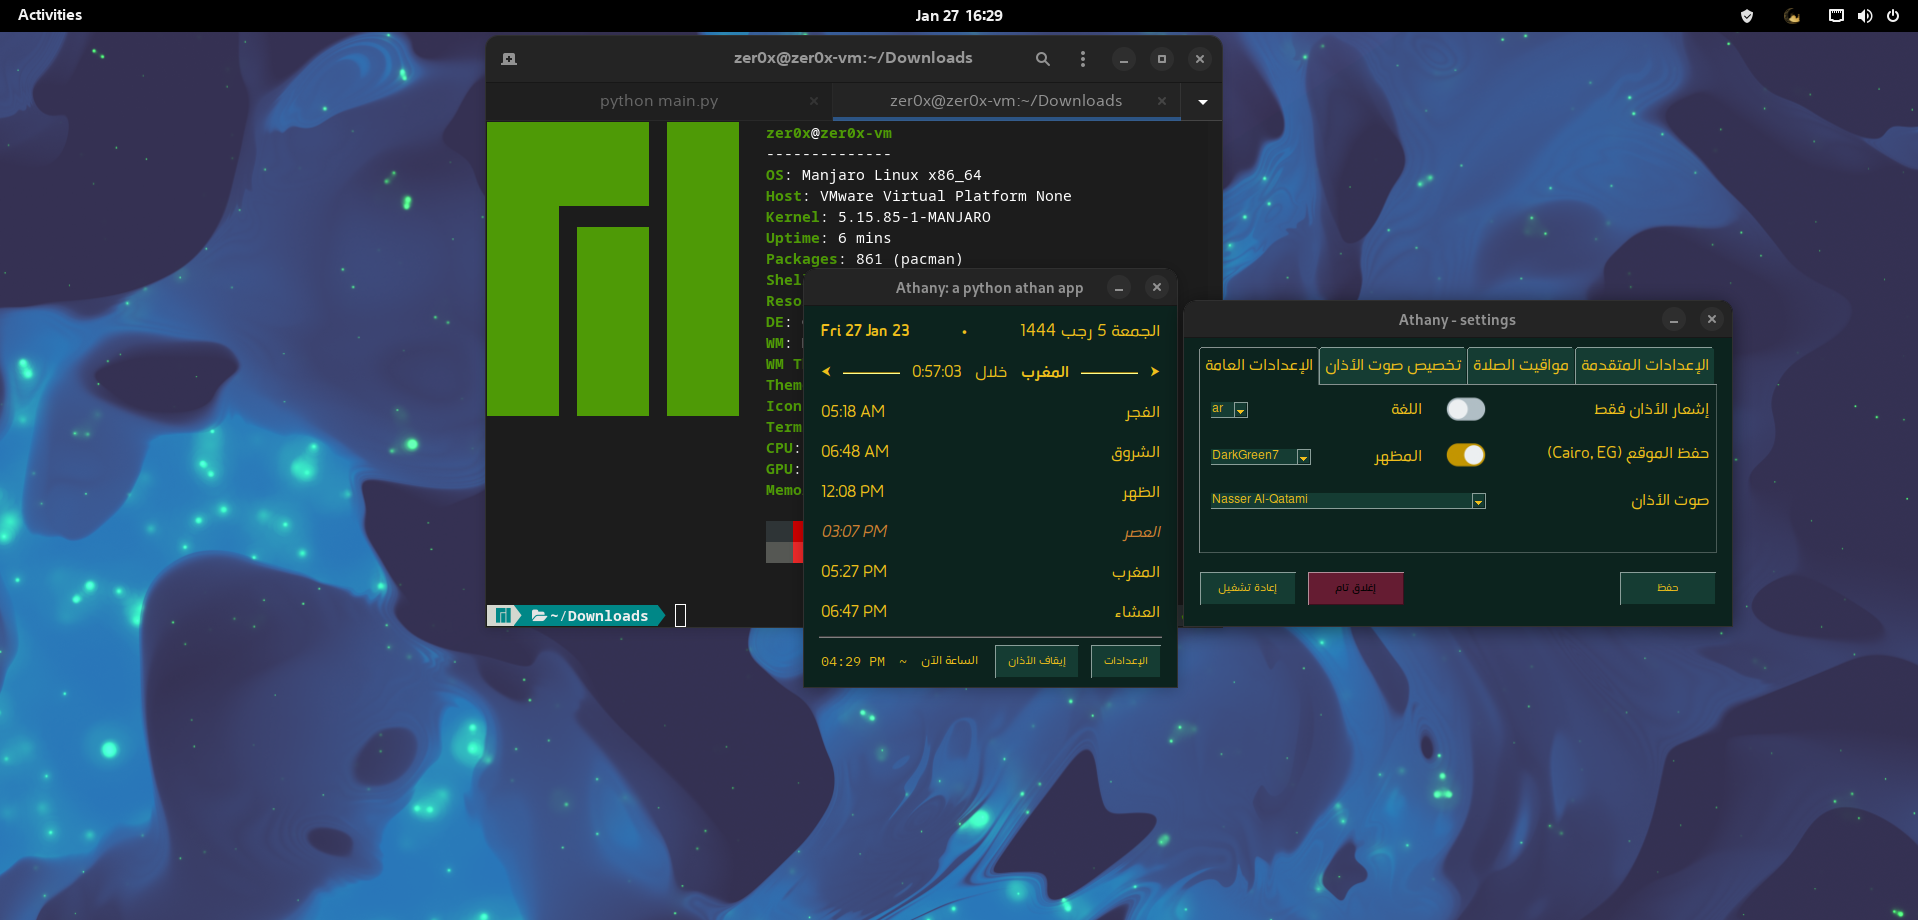 Activities
Jan 27 16:29
zer0x@zer0x-vm:~/Downloads
python main.py
zer0x@zer0x-vm:~/Downloads
zer0x@zer0x-vm
--------------
OS: Manjaro Linux x86_64
Host: VMware Virtual Platform None
Kernel: 5.15.85-1-MANJARO
Uptime: 6 mins
Packages: 861 (pacman)
Shell
Reso
DE:
WM:
WM T
Them
Icon
Term
CPU:
GPU:
Memo
~/Downloads
Athany: a python athan app
Fri 27 Jan 23 • الجمعة 5 رجب 1444
المغرب خلال 0:57:03
الفجر 05:18 AM
الشروق 06:48 AM
الظهر 12:08 PM
العصر 03:07 PM
المغرب 05:27 PM
العشاء 06:47 PM
الإعدادات إيقاف الأذان الساعة الآن ~ 04:29 PM
Athany - settings
الإعدادات العامة تخصيص صوت الأذان مواقيت الصلاة الإعدادات المتقدمة
إشعار الأذان فقط اللغة ar
حفظ الموقع (Cairo, EG) المظهر DarkGreen7
صوت الأذان Nasser Al-Qatami
إعادة تشغيل إغلاق تام حفظ